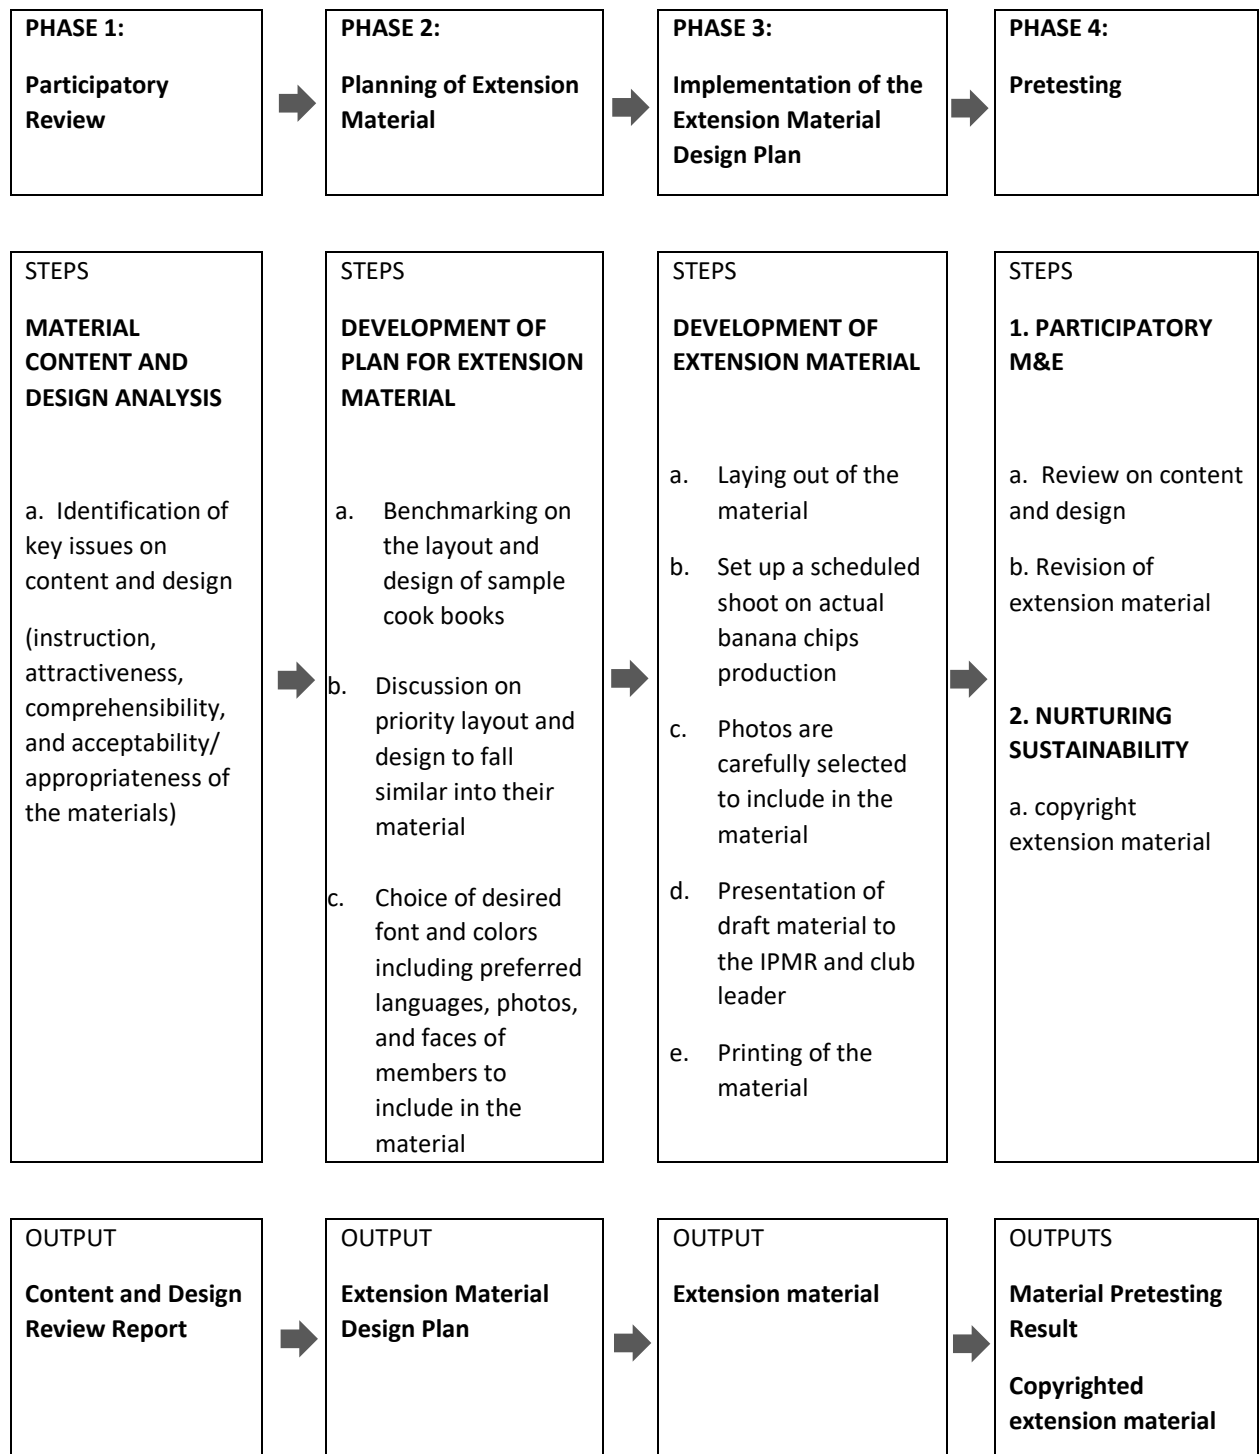 PHASE 1:
Participatory
Review
PHASE 2:
Planning of Extension
Material
PHASE 3:
Implementation of the
Extension Material
Design Plan
PHASE 4:
Pretesting
STEPS
MATERIAL
CONTENT AND
DESIGN ANALYSIS
a. Identification of
key issues on
content and design
(instruction,
attractiveness,
comprehensibility,
and acceptability/
appropriateness of
the materials)
STEPS
DEVELOPMENT OF
PLAN FOR EXTENSION
MATERIAL
a. Benchmarking on
the layout and
design of sample
cook books
b. Discussion on
priority layout and
design to fall
similar into their
material
c. Choice of desired
font and colors
including preferred
languages, photos,
and faces of
members to
include in the
material
STEPS
DEVELOPMENT OF
EXTENSION MATERIAL
a. Laying out of the
material
b. Set up a scheduled
shoot on actual
banana chips
production
c. Photos are
carefully selected
to include in the
material
d. Presentation of
draft material to
the IPMR and club
leader
e. Printing of the
material
STEPS
1. PARTICIPATORY
M&E
a. Review on content
and design
b. Revision of
extension material
2. NURTURING
SUSTAINABILITY
a. copyright
extension material
OUTPUT
Content and Design
Review Report
OUTPUT
Extension Material
Design Plan
OUTPUT
Extension material
OUTPUTS
Material Pretesting
Result
Copyrighted
extension material